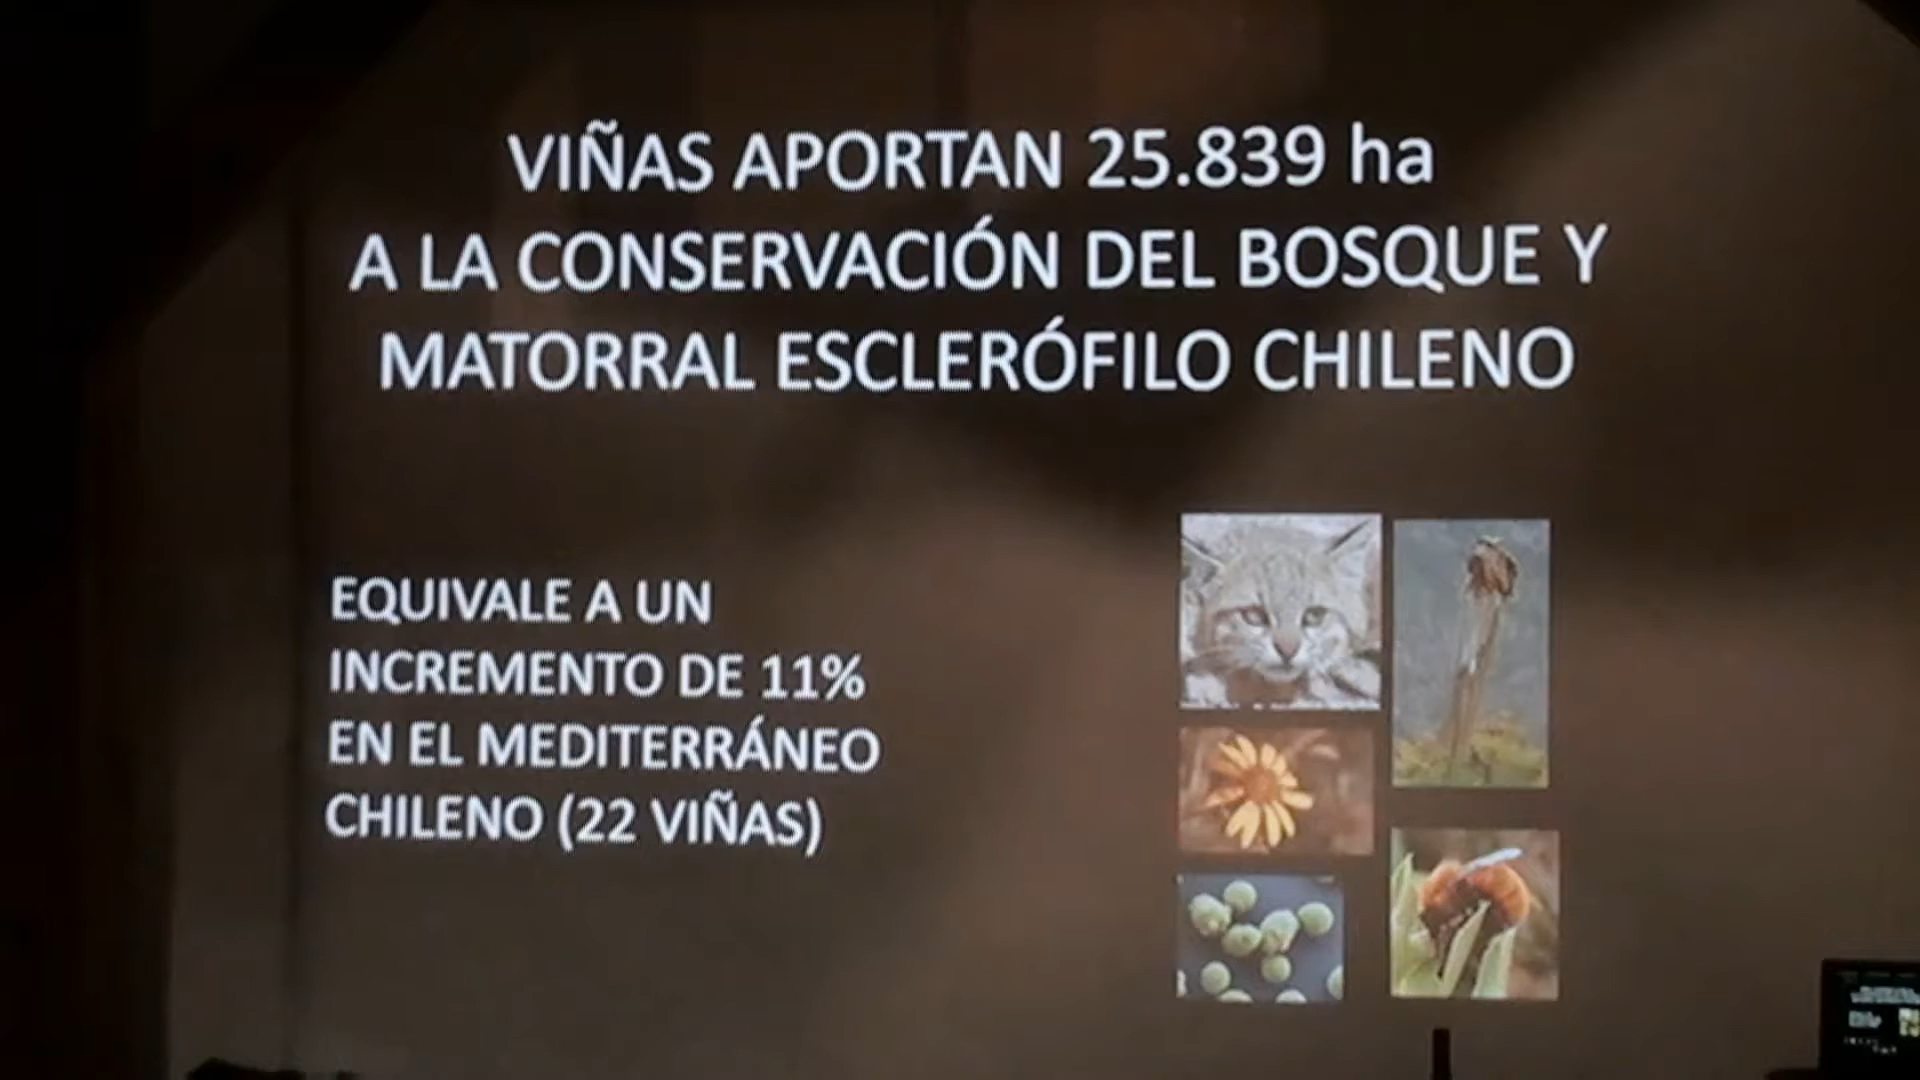 VIÑAS APORTAN 25.839 ha
A LA CONSERVACIÓN DEL BOSQUE Y
MATORRAL ESCLERÓFILO CHILENO
EQUIVALE A UN
INCREMENTO DE 11%
EN EL MEDITERRÁNEO
CHILENO (22 VIÑAS)